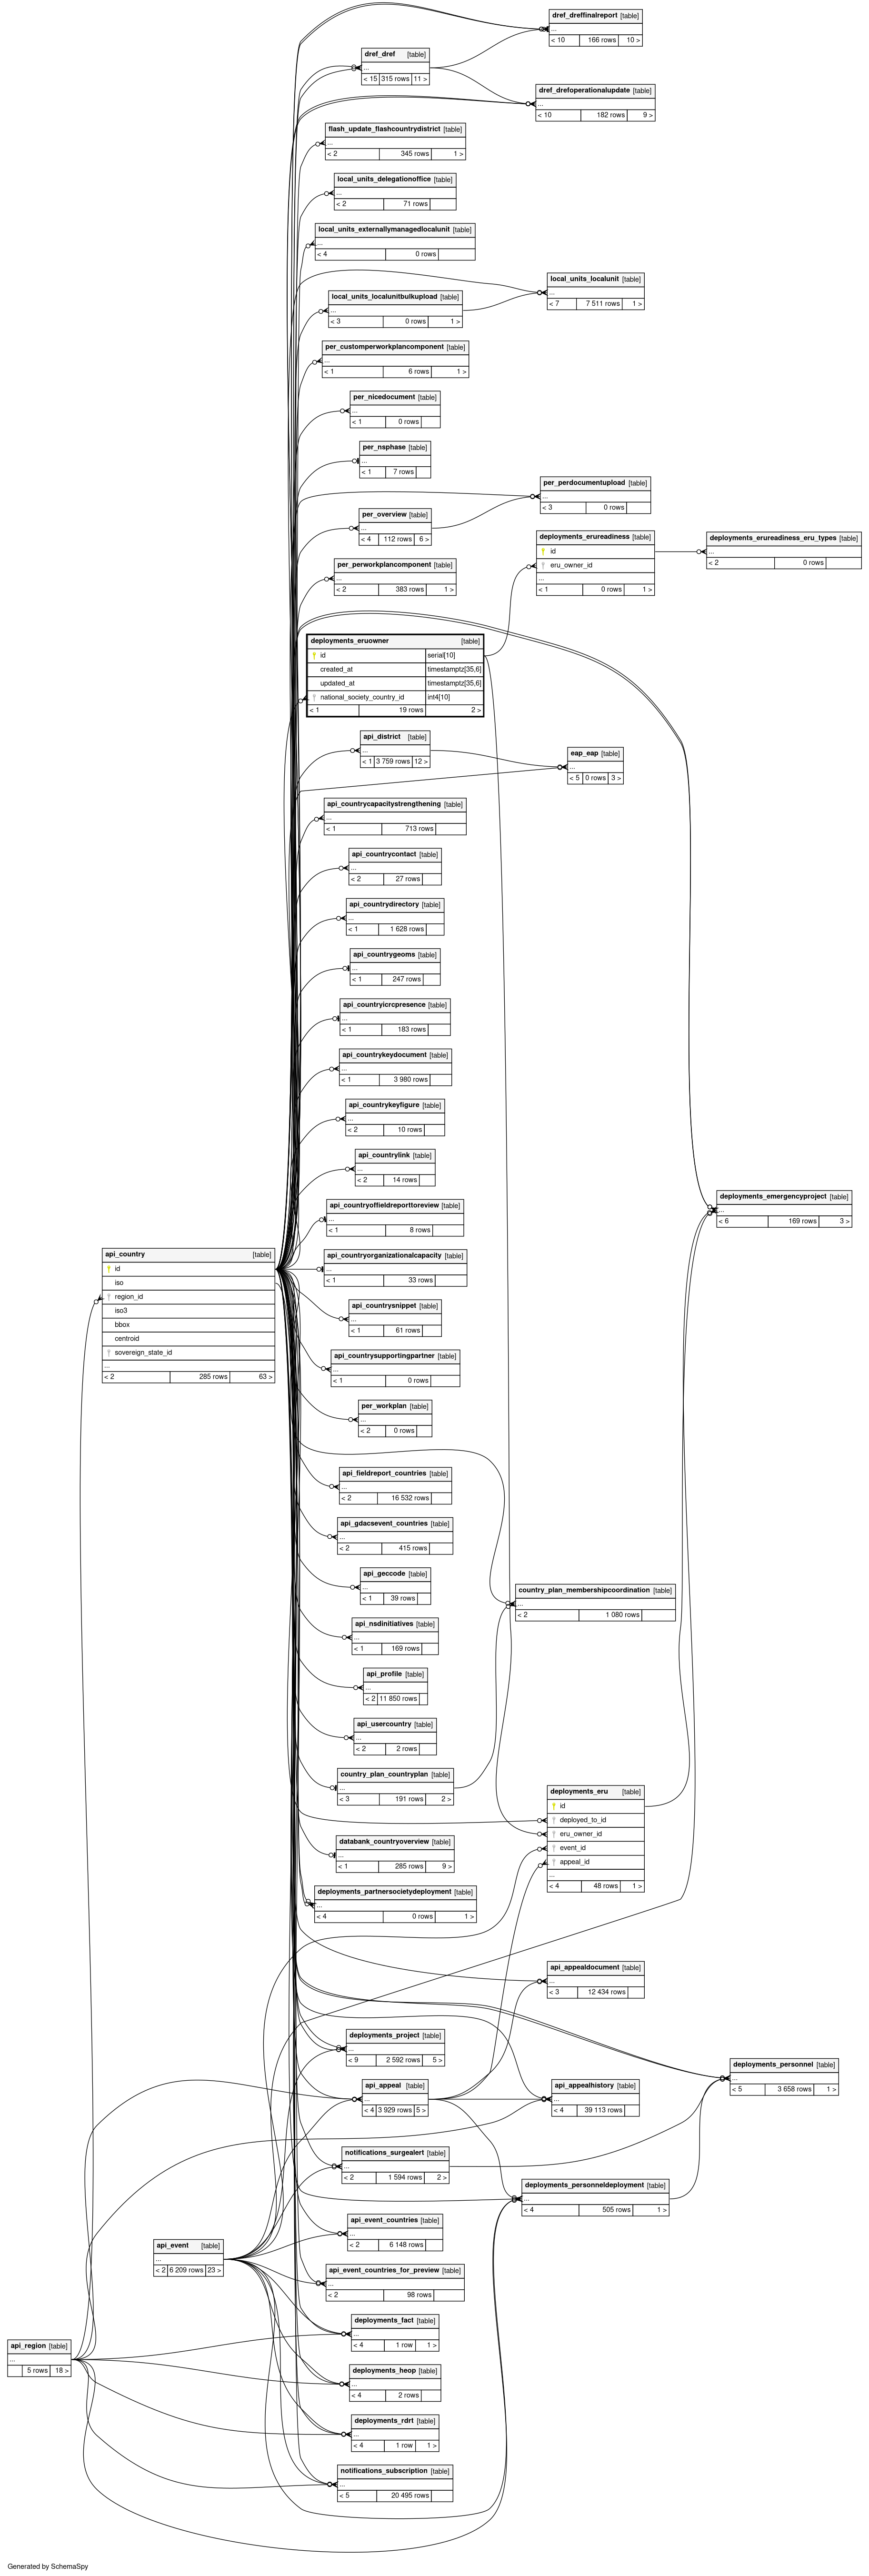 dref_dreffinalreport [table]
...
< 10 166 rows 10 >
dref_dref [table]
...
< 15 315 rows 11 >
dref_drefoperationalupdate [table]
...
< 10 182 rows 9 >
flash_update_flashcountrydistrict [table]
...
< 2 345 rows 1 >
local_units_delegationoffice [table]
...
< 2 71 rows
local_units_externallymanagedlocalunit [table]
...
< 4 0 rows
local_units_localunit [table]
...
< 7 7 511 rows 1 >
local_units_localunitbulkupload [table]
...
< 3 0 rows 1 >
per_customperworkplancomponent [table]
...
< 1 6 rows 1 >
per_nicedocument [table]
...
< 1 0 rows
per_nsphase [table]
...
< 1 7 rows
per_perdocumentupload [table]
...
< 3 0 rows
per_overview [table]
...
< 4 112 rows 6 >
deployments_erureadiness [table]
id
eru_owner_id
...
< 1 0 rows 1 >
deployments_erureadiness_eru_types [table]
...
< 2 0 rows
per_perworkplancomponent [table]
...
< 2 383 rows 1 >
deployments_eruowner [table]
id serial[10]
created_at timestamptz[35,6]
updated_at timestamptz[35,6]
national_society_country_id int4[10]
< 1 19 rows 2 >
api_district [table]
...
< 1 3 759 rows 12 >
eap_eap [table]
...
< 5 0 rows 3 >
api_countrycapacitystrengthening [table]
...
< 1 713 rows
api_countrycontact [table]
...
< 2 27 rows
api_countrydirectory [table]
...
< 1 1 628 rows
api_countrygeoms [table]
...
< 1 247 rows
api_countryicrcpresence [table]
...
< 1 183 rows
api_countrykeydocument [table]
...
< 1 3 980 rows
api_countrykeyfigure [table]
...
< 2 10 rows
api_countrylink [table]
...
< 2 14 rows
deployments_emergencyproject [table]
...
< 6 169 rows 3 >
api_countryoffieldreporttoreview [table]
...
< 1 8 rows
api_country [table]
id
iso
region_id
iso3
bbox
centroid
sovereign_state_id
...
< 2 285 rows 63 >
api_countryorganizationalcapacity [table]
...
< 1 33 rows
api_countrysnippet [table]
...
< 1 61 rows
api_countrysupportingpartner [table]
...
< 1 0 rows
per_workplan [table]
...
< 2 0 rows
api_fieldreport_countries [table]
...
< 2 16 532 rows
api_gdacsevent_countries [table]
...
< 2 415 rows
api_geccode [table]
...
< 1 39 rows
country_plan_membershipcoordination [table]
...
< 2 1 080 rows
api_nsdinitiatives [table]
...
< 1 169 rows
api_profile [table]
...
< 2 11 850 rows
api_usercountry [table]
...
< 2 2 rows
country_plan_countryplan [table]
...
< 3 191 rows 2 >
deployments_eru [table]
id
deployed_to_id
eru_owner_id
event_id
appeal_id
...
< 4 48 rows 1 >
databank_countryoverview [table]
...
< 1 285 rows 9 >
deployments_partnersocietydeployment [table]
...
< 4 0 rows 1 >
api_appealdocument [table]
...
< 3 12 434 rows
deployments_project [table]
...
< 9 2 592 rows 5 >
deployments_personnel [table]
...
< 5 3 658 rows 1 >
api_appeal [table]
...
< 4 3 929 rows 5 >
api_appealhistory [table]
...
< 4 39 113 rows
notifications_surgealert [table]
...
< 2 1 594 rows 2 >
deployments_personneldeployment [table]
...
< 4 505 rows 1 >
api_event_countries [table]
...
< 2 6 148 rows
api_event [table]
...
< 2 6 209 rows 23 >
api_event_countries_for_preview [table]
...
< 2 98 rows
deployments_fact [table]
...
< 4 1 row 1 >
api_region [table]
...
5 rows 18 >
deployments_heop [table]
...
< 4 2 rows
deployments_rdrt [table]
...
< 4 1 row 1 >
notifications_subscription [table]
...
< 5 20 495 rows
Generated by SchemaSpy